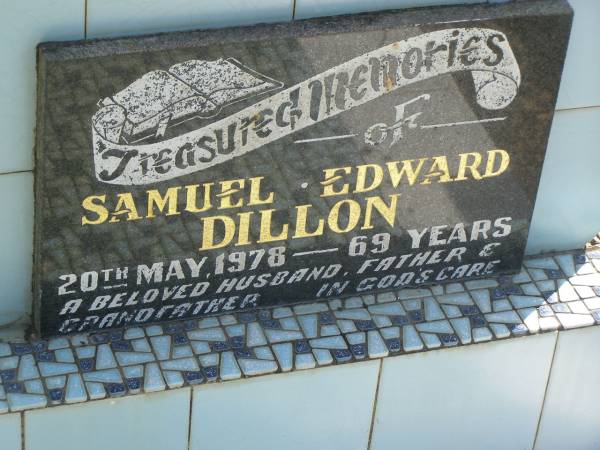 Treasured Memories
OF
SAMUEL EDWARD
DILLON
20TH MAY, 1978 — 69 YEARS
A BELOVED HUSBAND, FATHER &
GRANDFATHER IN GOD'S CARE